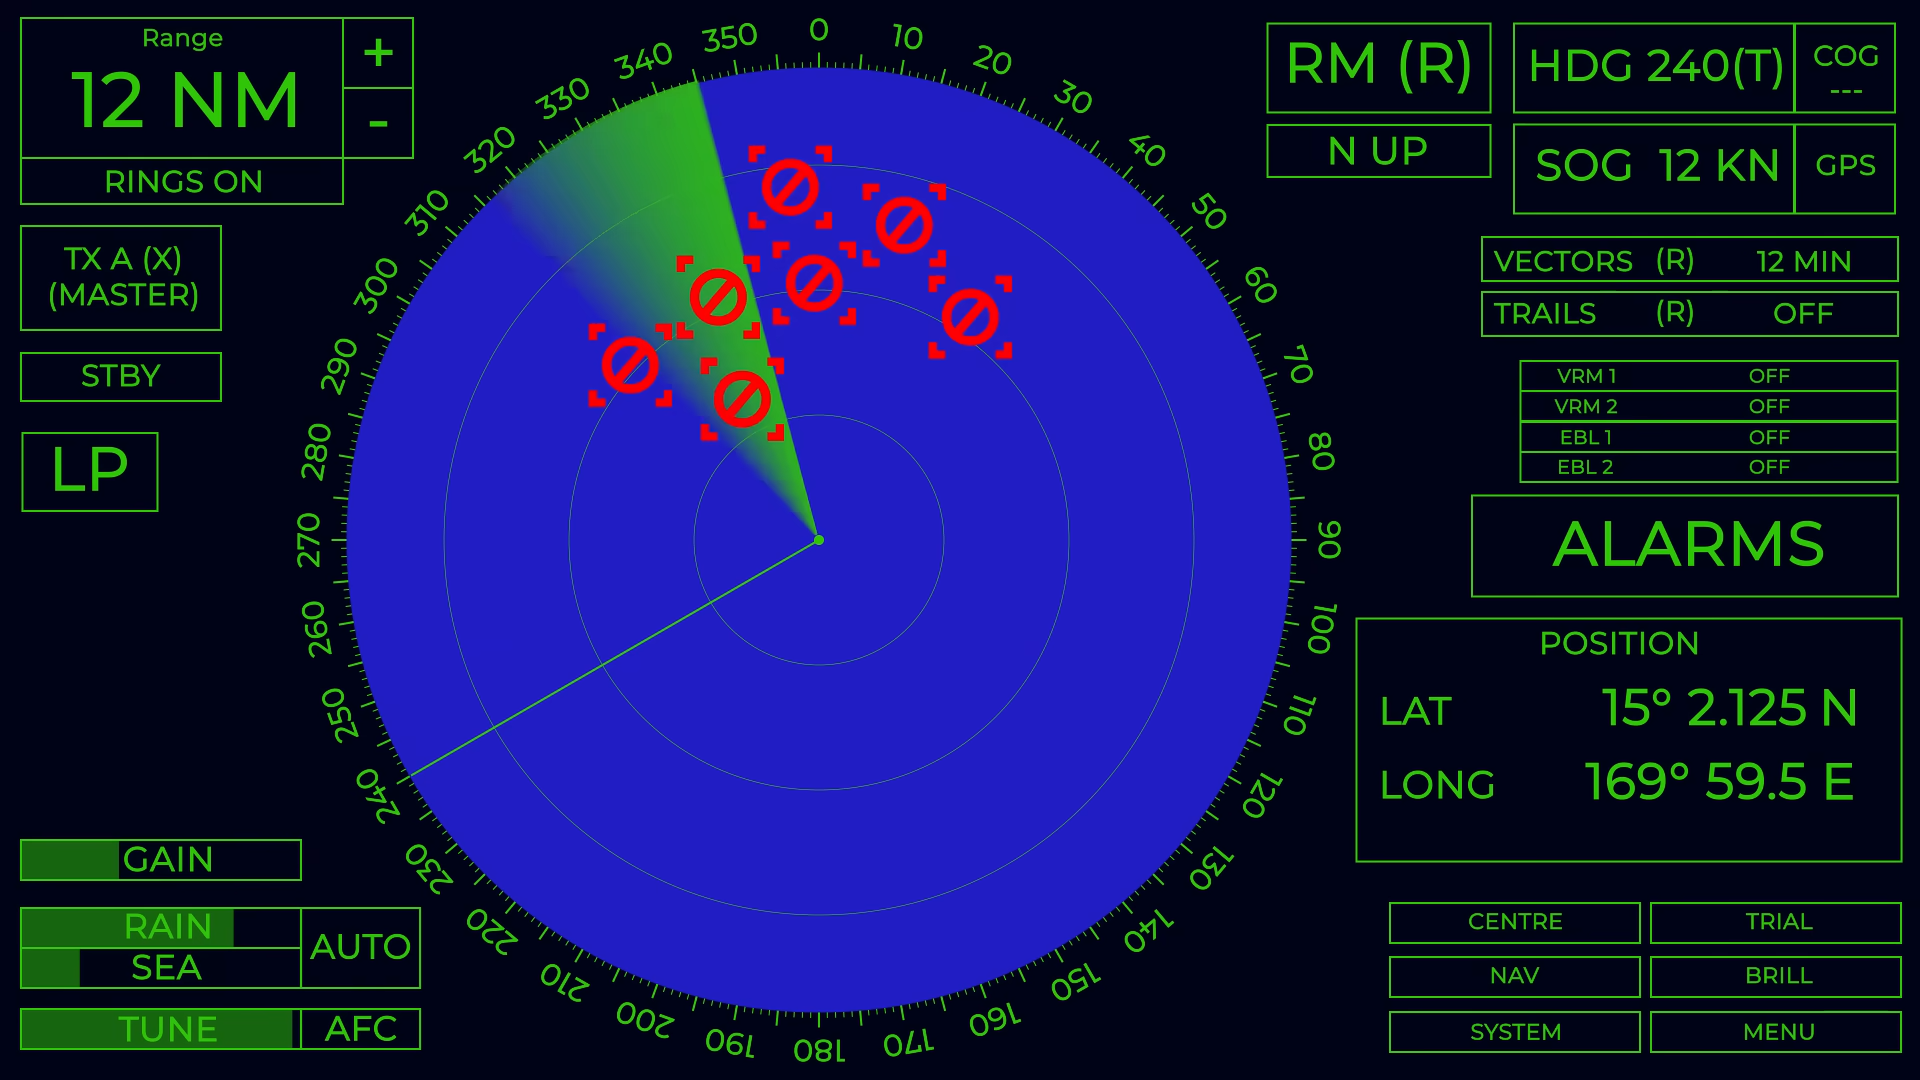 Range
12 NM
+
-
RINGS ON
TX A (X)
(MASTER)
STBY
LP
GAIN
RAIN
SEA
AUTO
TUNE
AFC
0
10
20
30
40
50
60
70
80
90
100
110
120
130
140
150
160
170
180
190
200
210
220
230
240
250
260
270
280
290
300
310
320
330
340
350
RM (R)
N UP
HDG 240(T)
COG
---
SOG 12 KN
GPS
VECTORS (R) 12 MIN
TRAILS (R) OFF
VRM 1 OFF
VRM 2 OFF
EBL 1 OFF
EBL 2 OFF
ALARMS
POSITION
LAT 15° 2.125 N
LONG 169° 59.5 E
CENTRE
TRIAL
NAV
BRILL
SYSTEM
MENU